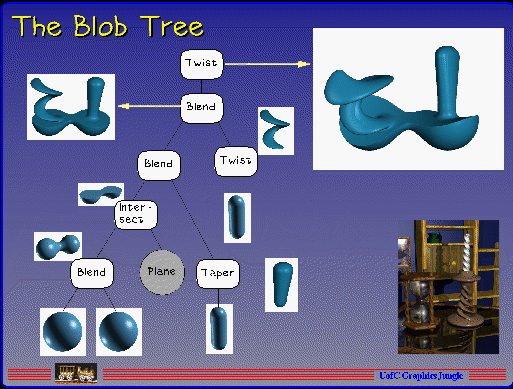 The Blob Tree
Twist
Blend
Blend
Twist
Inter-
sect
Blend
Plane
Taper
UofC GraphicsJungle